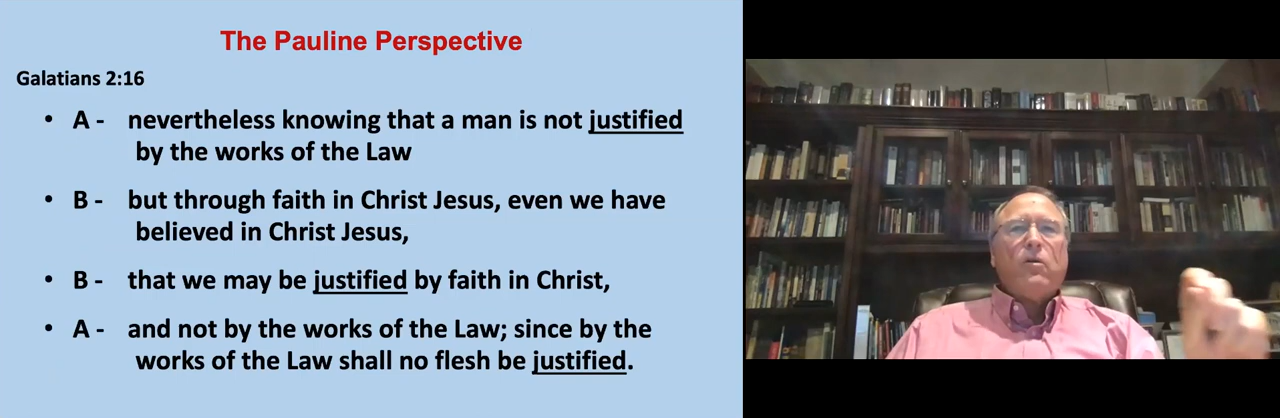 The Pauline Perspective
Galatians 2:16
• A - nevertheless knowing that a man is not justified
by the works of the Law
• B - but through faith in Christ Jesus, even we have
believed in Christ Jesus,
• B - that we may be justified by faith in Christ,
• A - and not by the works of the Law; since by the
works of the Law shall no flesh be justified.